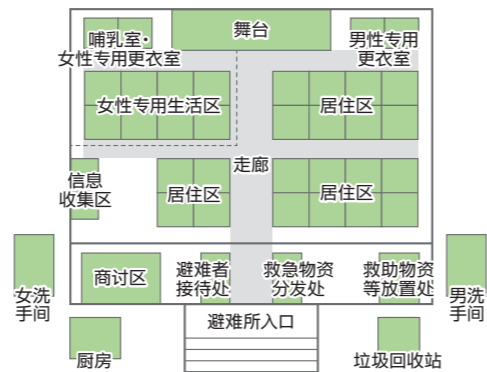 舞台
哺乳室·
女性专用更衣室
男性专用
更衣室
女性专用生活区
居住区
走廊
信息
收集区
居住区
居住区
商讨区
避难者
接待处
救急物资
分发处
救助物资
等放置处
女洗
手间
男洗
手间
避难所入口
厨房
垃圾回收站